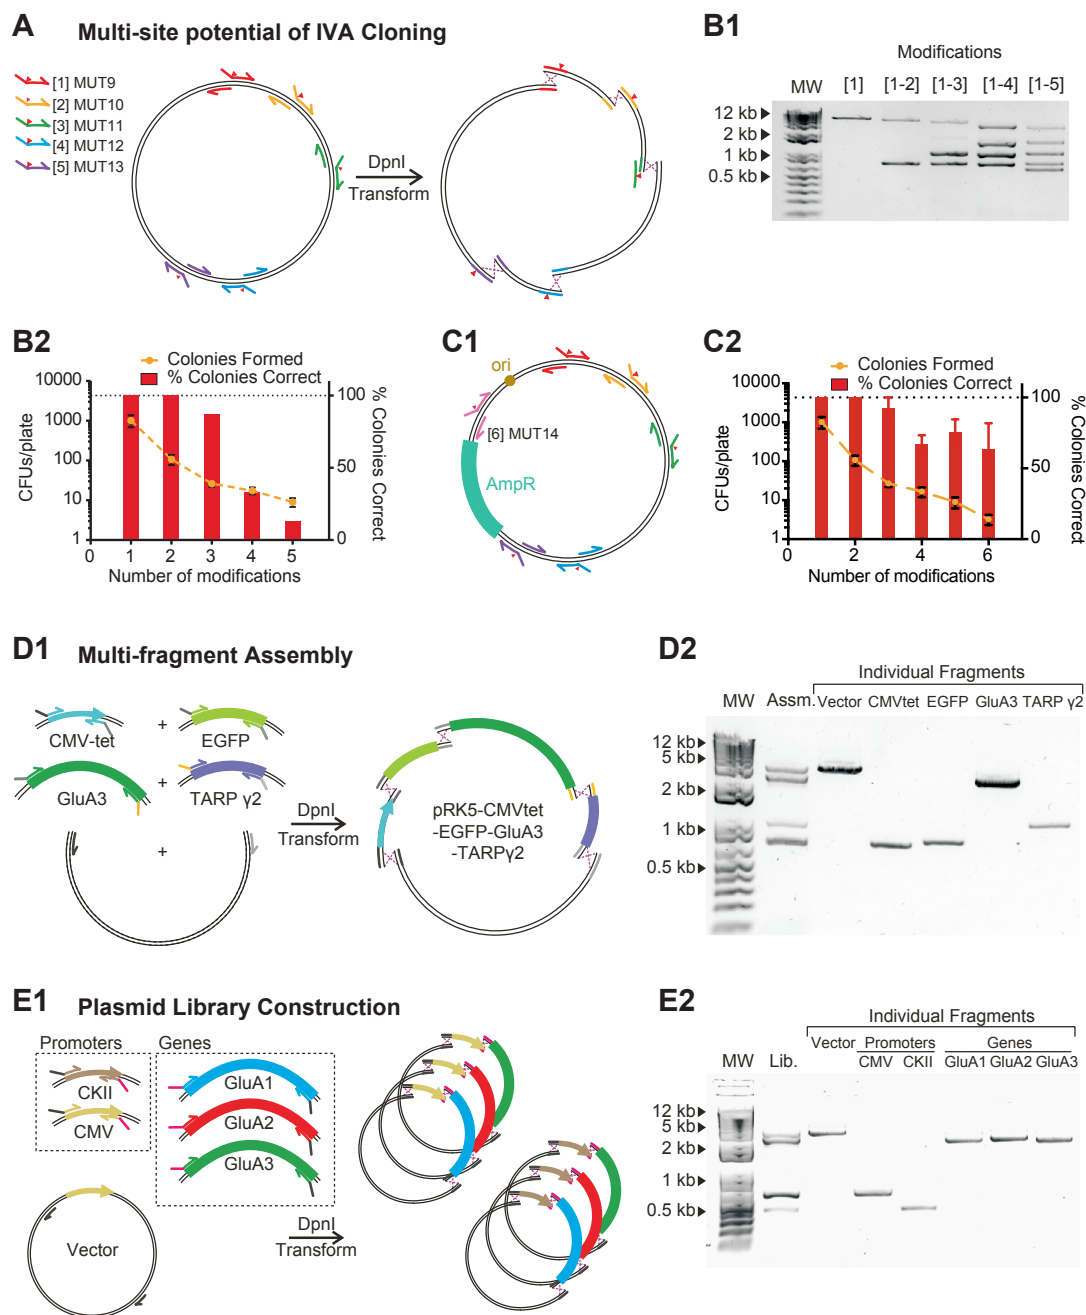 A Multi-site potential of IVA Cloning
[1] MUT9
[2] MUT10
[3] MUT11
[4] MUT12
[5] MUT13
DpnI
Transform
B1
Modifications
MW [1] [1-2] [1-3] [1-4] [1-5]
12 kb
2 kb
1 kb
0.5 kb
B2
Colonies Formed
% Colonies Correct
10000
1000
100
10
1
0
CFUs/plate
100
50
0
% Colonies Correct
1 2 3 4 5
Number of modifications
C1
ori
[6] MUT14
AmpR
C2
Colonies Formed
% Colonies Correct
10000
1000
100
10
1
CFUs/plate
100
50
0
% Colonies Correct
0 2 4 6
Number of modifications
D1 Multi-fragment Assembly
CMV-tet
+
EGFP
+
GluA3
+
TARP γ2
+
DpnI
Transform
pRK5-CMVtet
-EGFP-GluA3
-TARPγ2
D2
Individual Fragments
MW Assm. Vector CMVtet EGFP GluA3 TARP γ2
12 kb
5 kb
2 kb
1 kb
0.5 kb
E1 Plasmid Library Construction
Promoters
CKII
CMV
Genes
GluA1
GluA2
GluA3
Vector
DpnI
Transform
E2
Individual Fragments
Vector Promoters Genes
MW Lib. CMV CKII GluA1 GluA2 GluA3
12 kb
5 kb
2 kb
1 kb
0.5 kb